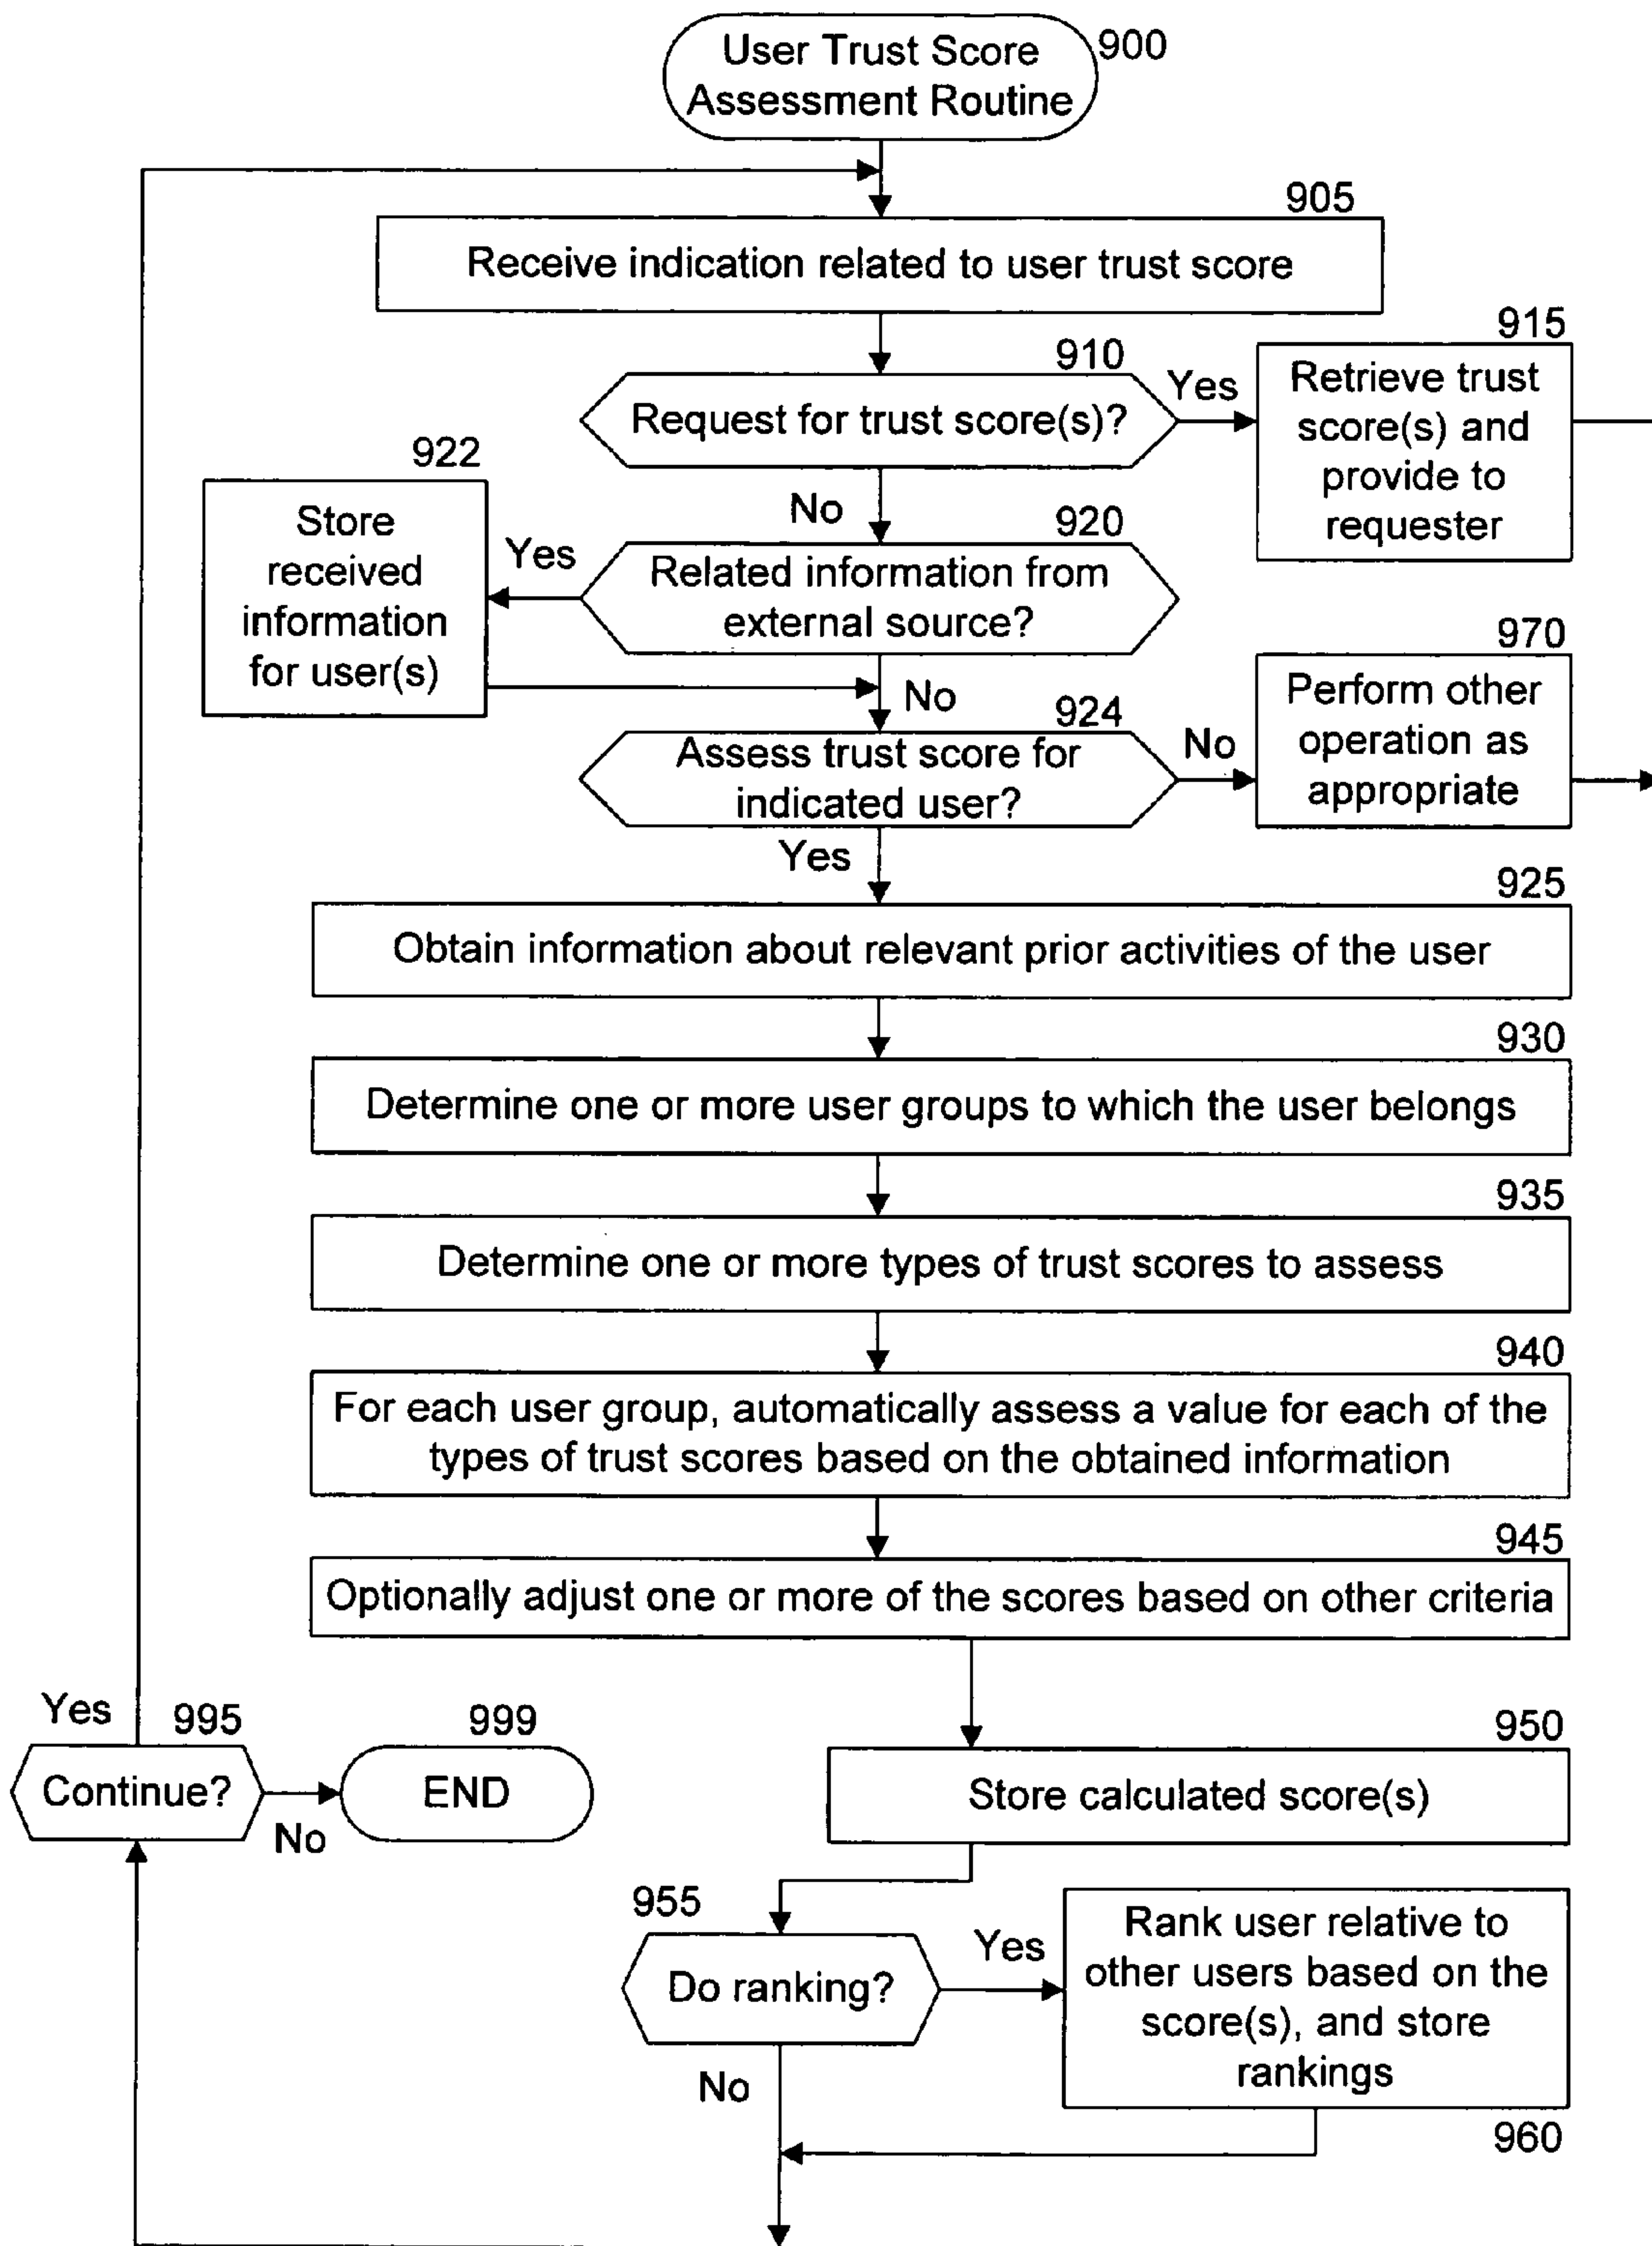 User Trust Score
Assessment Routine
900
905
Receive indication related to user trust score
910
Request for trust score(s)?
Yes
915
Retrieve trust
score(s) and
provide to
requester
No
922
Store
received
information
for user(s)
Yes
920
Related information from
external source?
No
924
Assess trust score for
indicated user?
No
970
Perform other
operation as
appropriate
Yes
925
Obtain information about relevant prior activities of the user
930
Determine one or more user groups to which the user belongs
935
Determine one or more types of trust scores to assess
940
For each user group, automatically assess a value for each of the
types of trust scores based on the obtained information
945
Optionally adjust one or more of the scores based on other criteria
Yes
995
Continue?
No
999
END
950
Store calculated score(s)
955
Do ranking?
Yes
Rank user relative to
other users based on the
score(s), and store
rankings
960
No